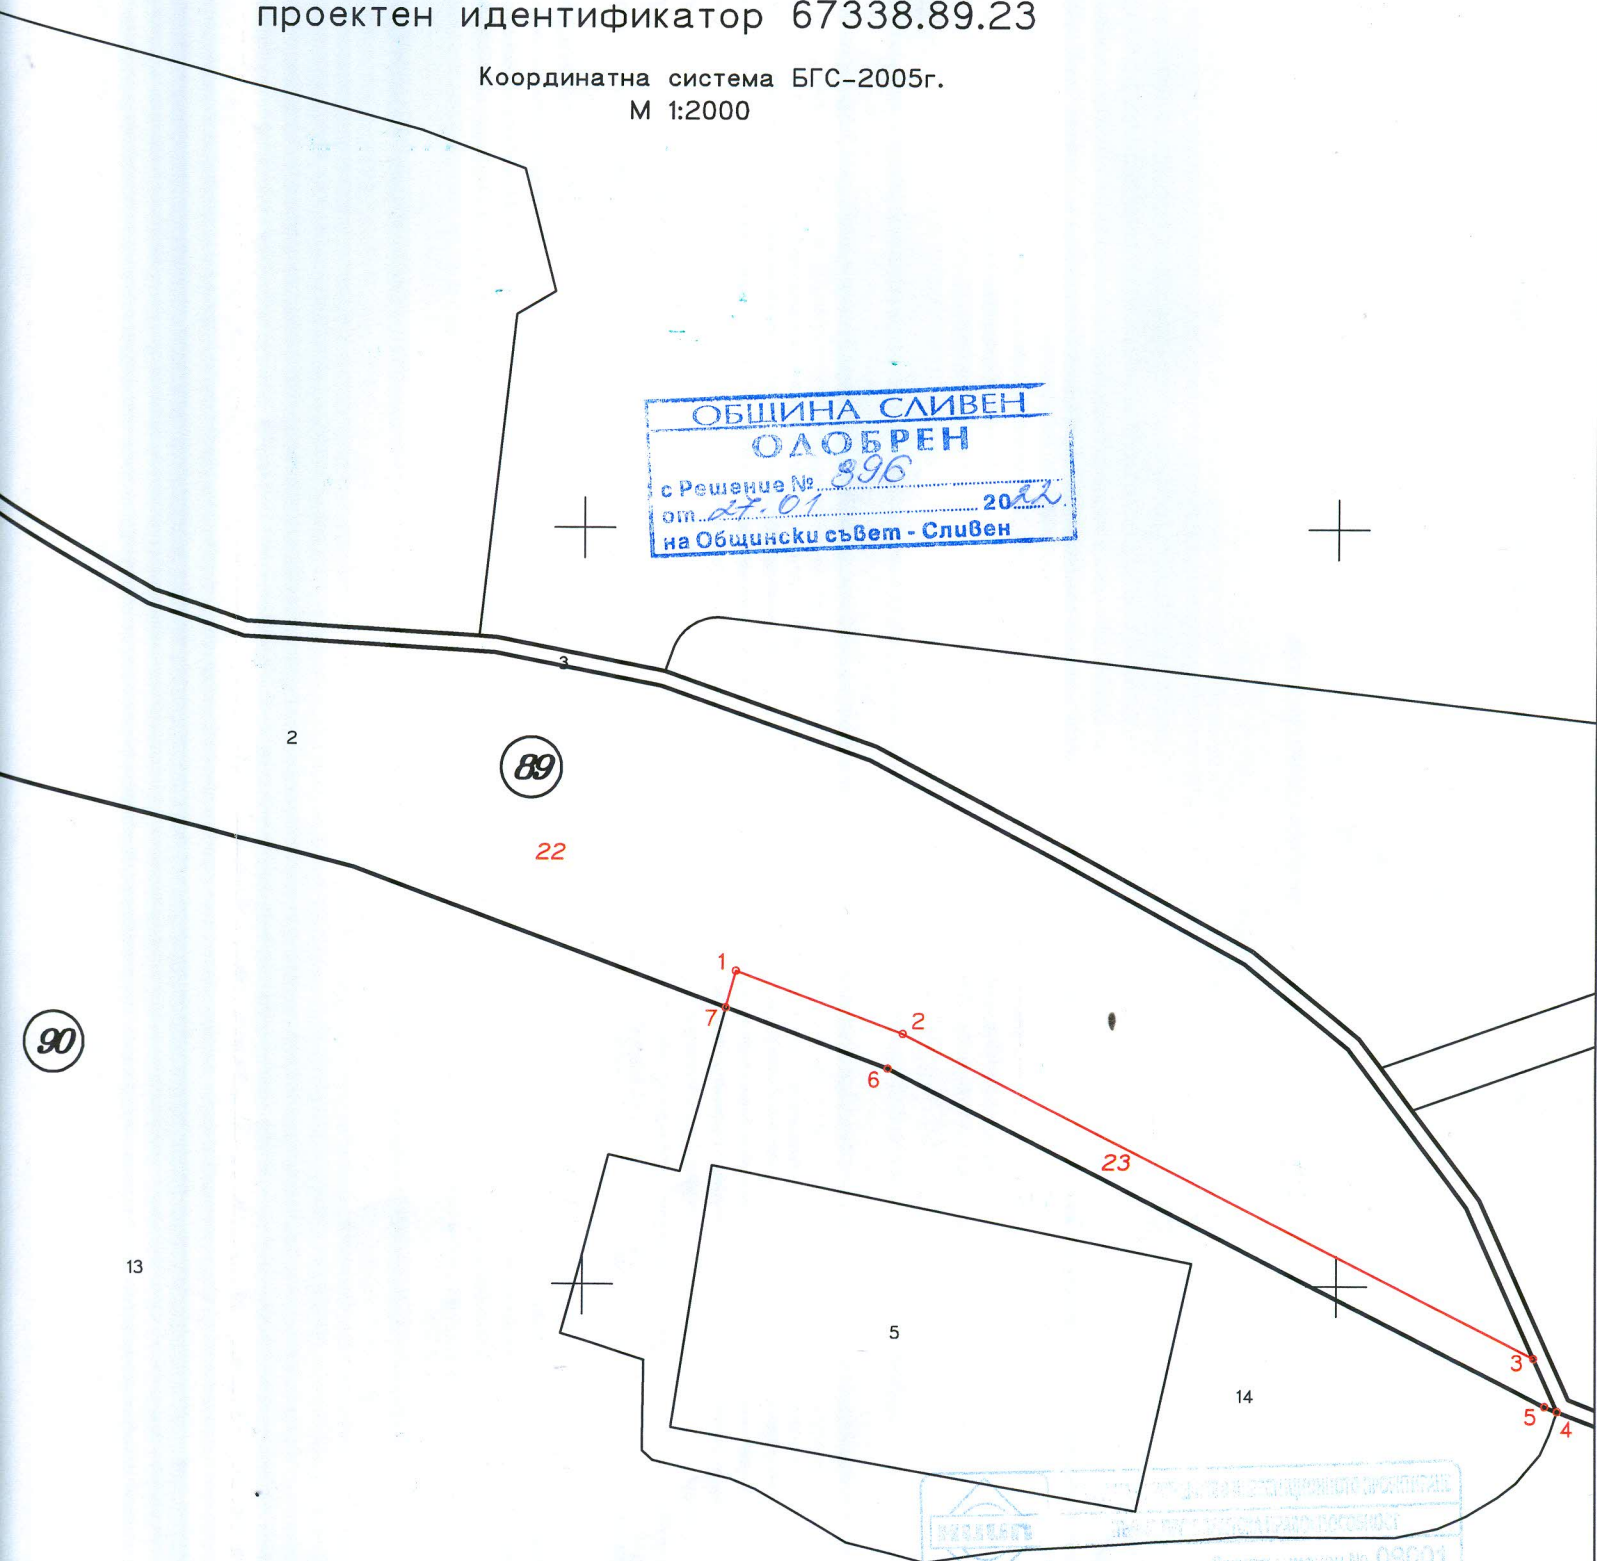 проектен идентификатор 67338.89.23
Координатна система БГС-2005г.
М 1:2000
ОБЩИНА СЛИВЕН
ОДОБРЕН
с Решение № 896
от 27.01 2022.
на Общински съвет - Сливен
3
2
89
22
1
2
7
90
6
23
13
5
3
14
5
4